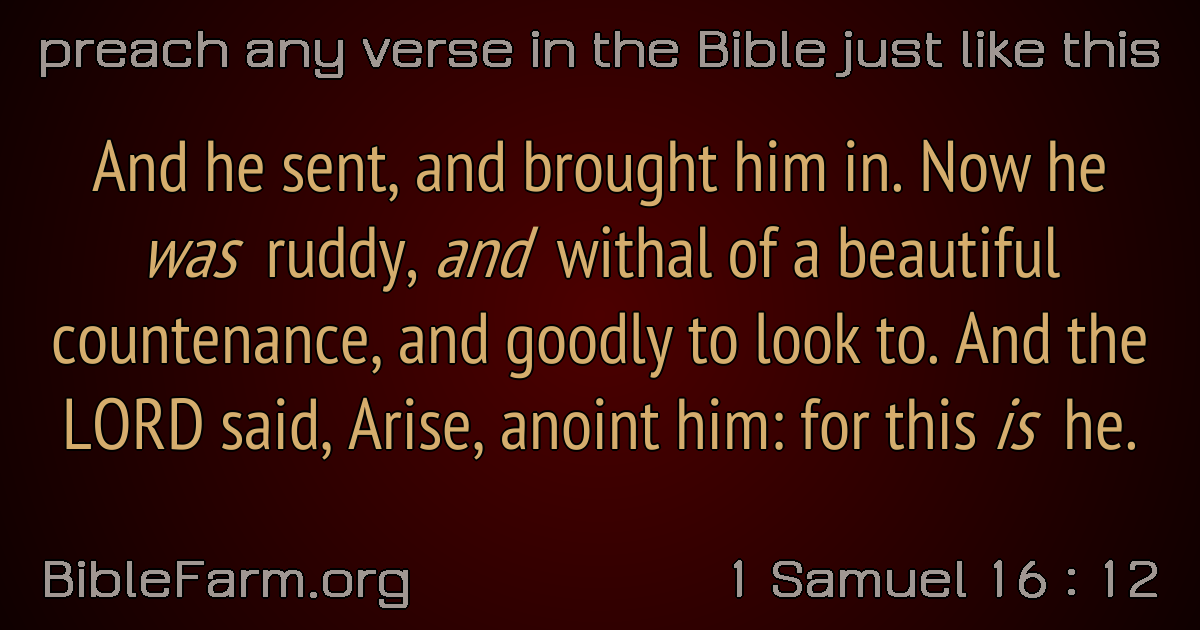 preach any verse in the Bible just like this
And he sent, and brought him in. Now he
was ruddy, and withal of a beautiful
countenance, and goodly to look to. And the
LORD said, Arise, anoint him: for this is he.
BibleFarm.org
1 Samuel 16 : 12